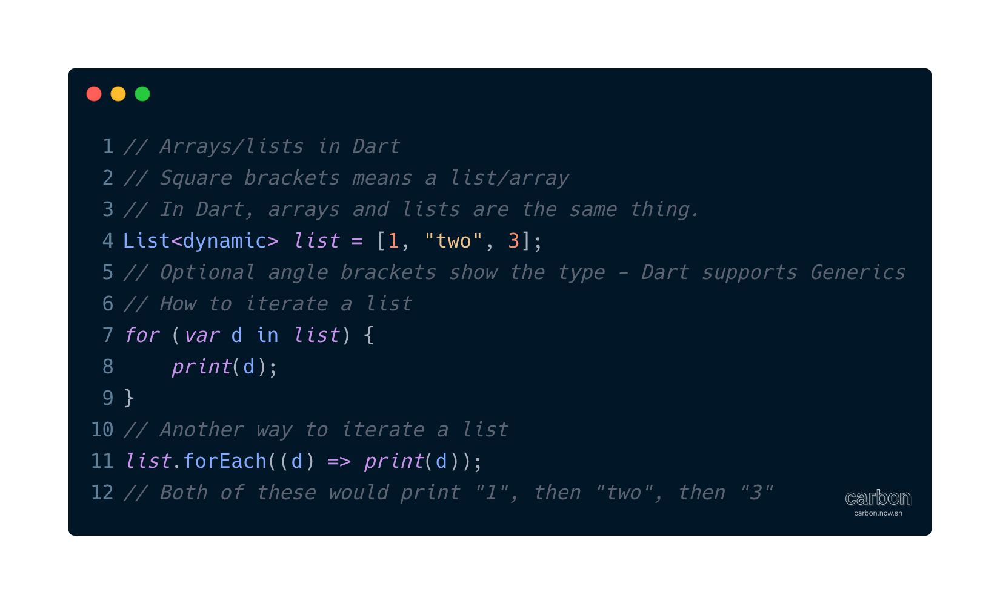 1 // Arrays/lists in Dart
2 // Square brackets means a list/array
3 // In Dart, arrays and lists are the same thing.
4 List<dynamic> list = [1, "two", 3];
5 // Optional angle brackets show the type - Dart supports Generics
6 // How to iterate a list
7 for (var d in list) {
8     print(d);
9 }
10 // Another way to iterate a list
11 list.forEach((d) => print(d));
12 // Both of these would print "1", then "two", then "3"
carbon
carbon.now.sh